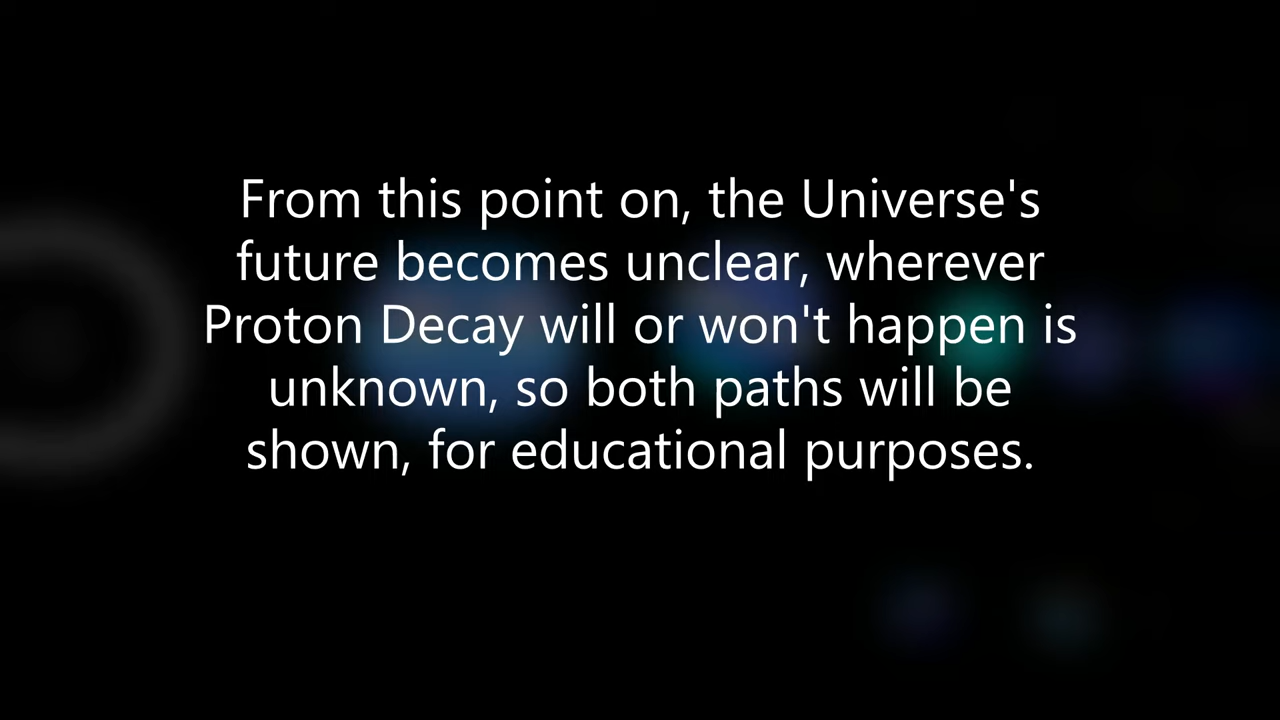 From this point on, the Universe's
future becomes unclear, wherever
Proton Decay will or won't happen is
unknown, so both paths will be
shown, for educational purposes.